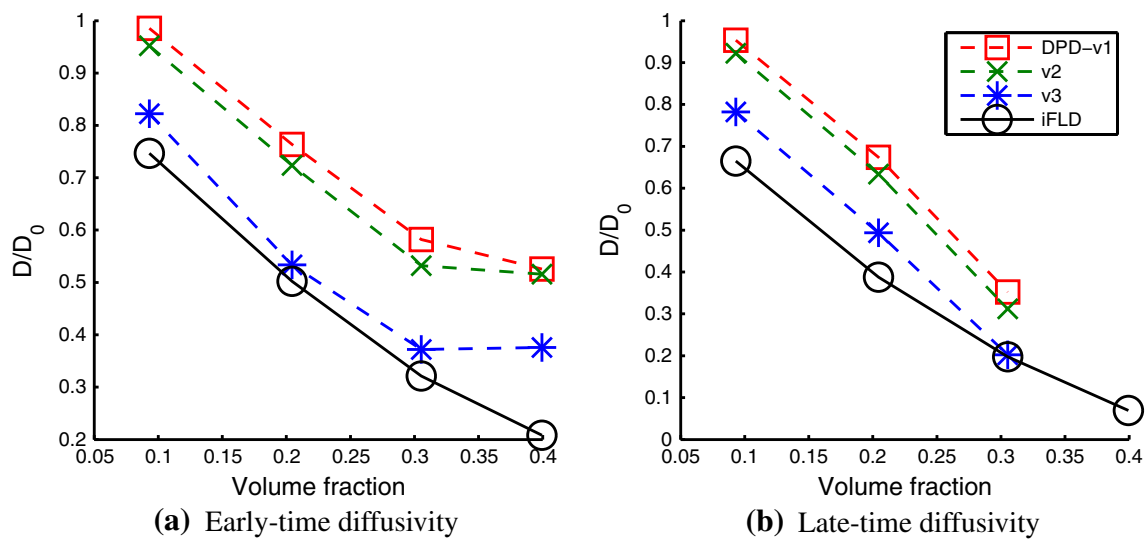 1
0.9
0.8
0.7
0.6
0.5
0.4
0.3
0.2
D/D0
0.05 0.1 0.15 0.2 0.25 0.3 0.35 0.4
Volume fraction
(a) Early-time diffusivity
1
0.9
0.8
0.7
0.6
0.5
0.4
0.3
0.2
0.1
0
D/D0
0.05 0.1 0.15 0.2 0.25 0.3 0.35 0.4
Volume fraction
DPD-v1
v2
v3
iFLD
(b) Late-time diffusivity